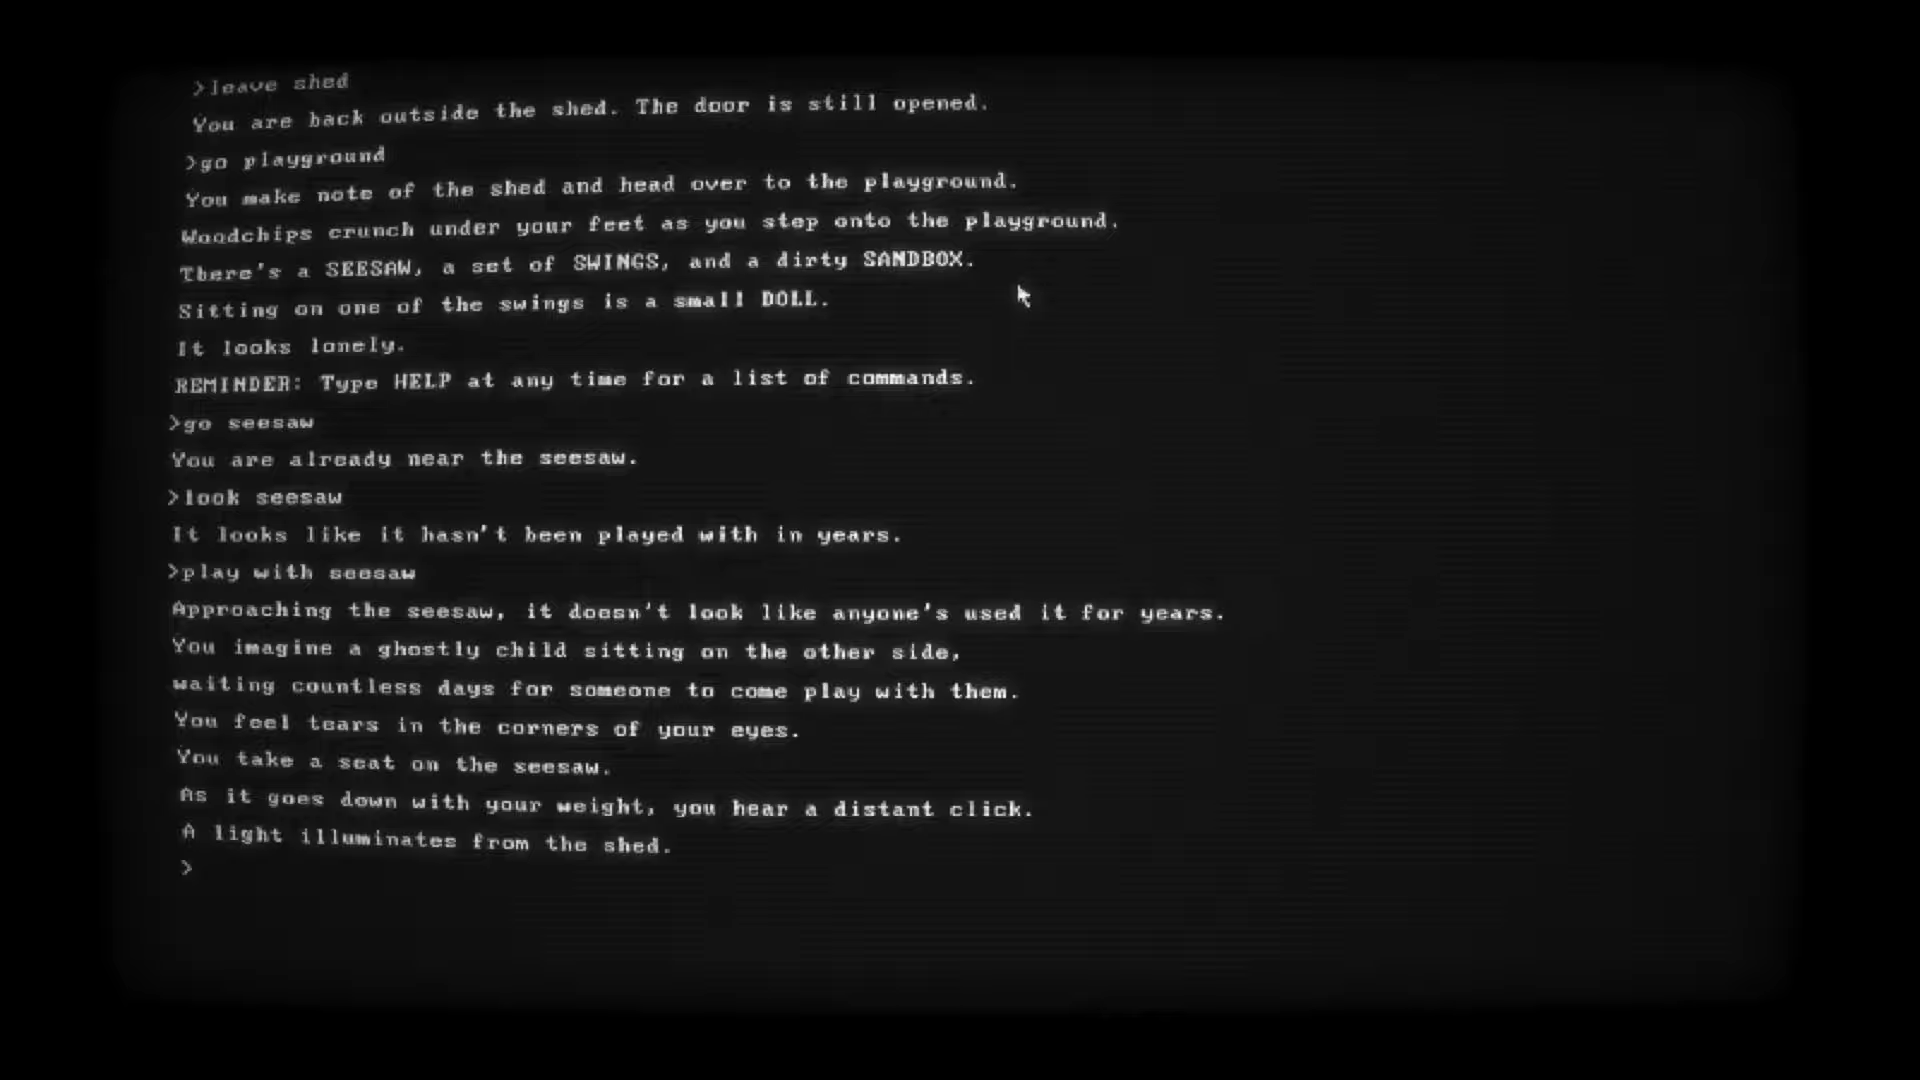 >leave shed
You are back outside the shed. The door is still opened.
>go playground
You make note of the shed and head over to the playground.
Woodchips crunch under your feet as you step onto the playground.
There's a SEESAW, a set of SWINGS, and a dirty SANDBOX.
Sitting on one of the swings is a small DOLL.
It looks lonely.
REMINDER: Type HELP at any time for a list of commands.
>go seesaw
You are already near the seesaw.
>look seesaw
It looks like it hasn't been played with in years.
>play with seesaw
Approaching the seesaw, it doesn't look like anyone's used it for years.
You imagine a ghostly child sitting on the other side,
waiting countless days for someone to come play with them.
You feel tears in the corners of your eyes.
You take a seat on the seesaw.
As it goes down with your weight, you hear a distant click.
A light illuminates from the shed.
>